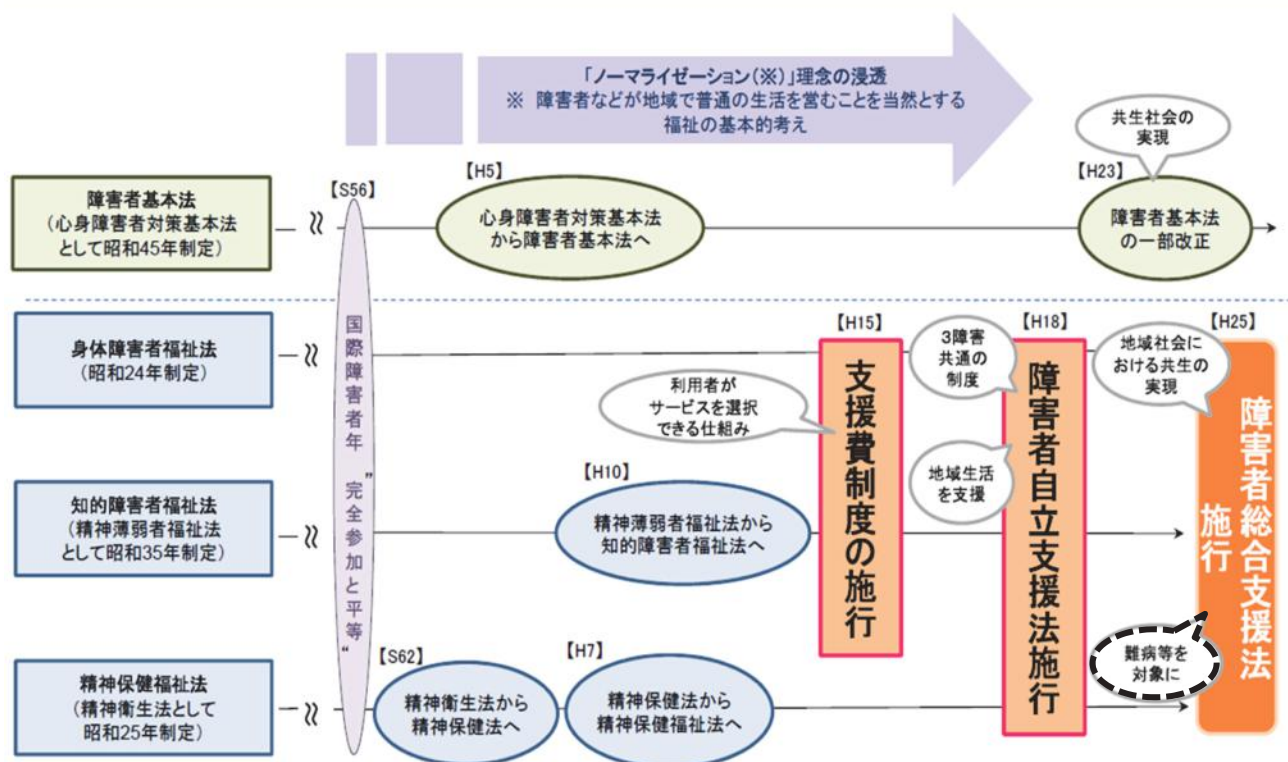 「ノーマライゼーション(※)」理念の浸透
※ 障害者などが地域で普通の生活を営むことを当然とする
福祉の基本的考え
共生社会の
実現
【S56】
【H5】
【H23】
障害者基本法
(心身障害者対策基本法
として昭和45年制定)
心身障害者対策基本法
から障害者基本法へ
障害者基本法
の一部改正
国際障害者年 "完全参加と平等"
【H15】
【H18】
【H25】
身体障害者福祉法
(昭和24年制定)
利用者が
サービスを選択
できる仕組み
支援費制度の施行
3障害
共通の
制度
地域生活
を支援
障害者自立支援法施行
地域社会に
おける共生の
実現
障害者総合支援法
施行
【H10】
知的障害者福祉法
(精神薄弱者福祉法
として昭和35年制定)
精神薄弱者福祉法から
知的障害者福祉法へ
【S62】
【H7】
精神保健福祉法
(精神衛生法として
昭和25年制定)
精神衛生法から
精神保健法へ
精神保健法から
精神保健福祉法へ
難病等を
対象に